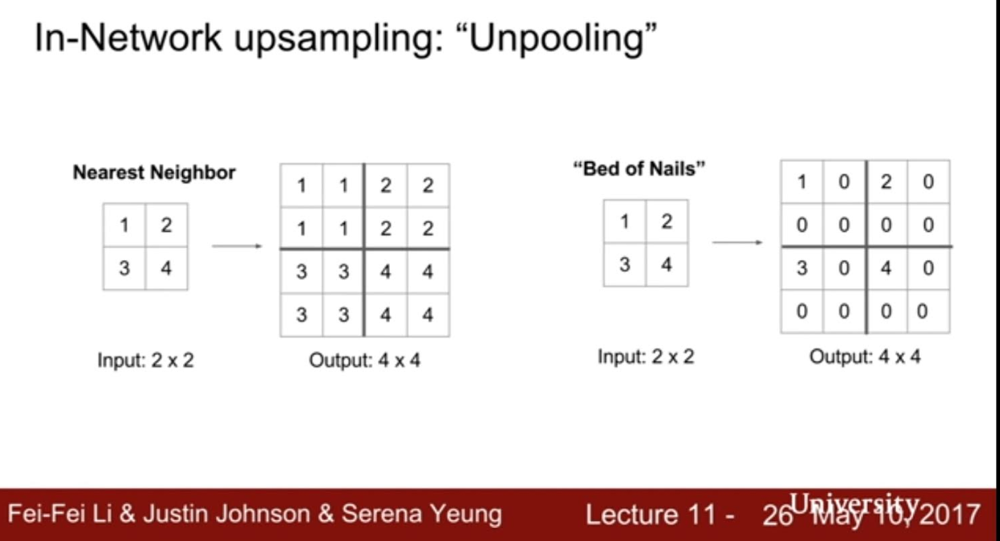 In-Network upsampling: “Unpooling”
Nearest Neighbor
1 2
3 4
Input: 2 x 2
1 1 2 2
1 1 2 2
3 3 4 4
3 3 4 4
Output: 4 x 4
“Bed of Nails”
1 2
3 4
Input: 2 x 2
1 0 2 0
0 0 0 0
3 0 4 0
0 0 0 0
Output: 4 x 4
Fei-Fei Li & Justin Johnson & Serena Yeung
Lecture 11 - 26
University
May 10, 2017